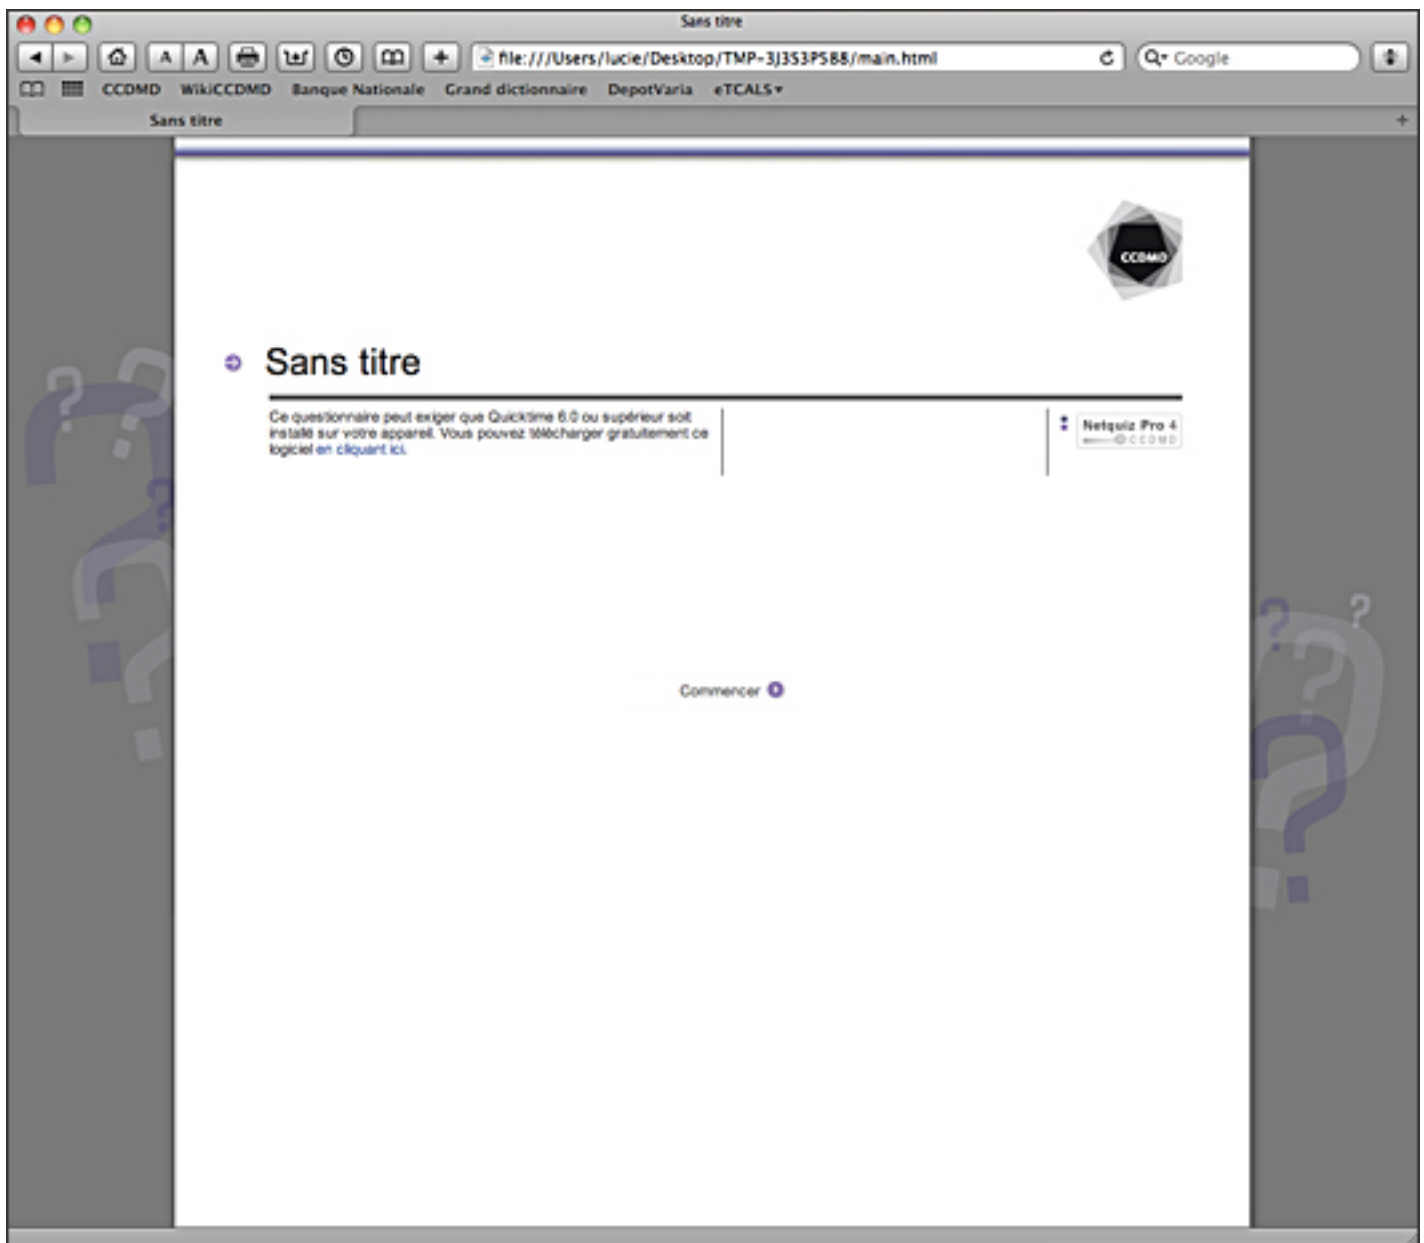 Sans titre
A A file:///Users/lucie/Desktop/TMP-3J3S3PS88/main.html Q Google
CCDMD WikiCCDMD Banque Nationale Grand dictionnaire DepotVaria eTCALS
Sans titre
CCDMD
Sans titre
Ce questionnaire peut exiger que Quicktime 6.0 ou supérieur soit
installé sur votre appareil. Vous pouvez télécharger gratuitement ce
logiciel en cliquant ici.
Netquiz Pro 4
CCDMD
Commencer
? ? ? ? ? ?
? ? ? ?